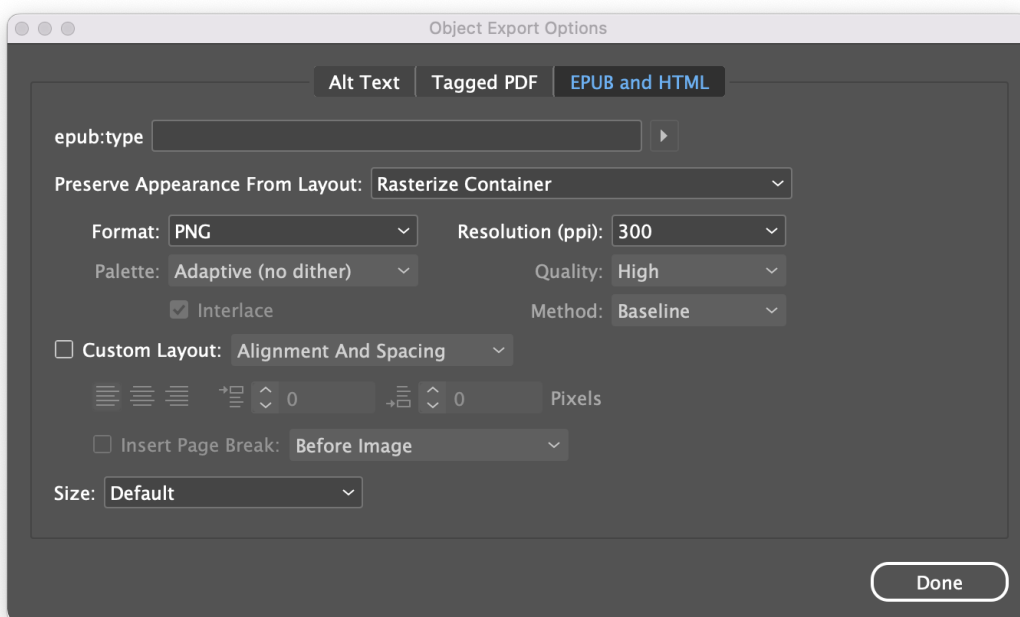 Object Export Options
Alt Text Tagged PDF EPUB and HTML
epub:type
Preserve Appearance From Layout: Rasterize Container
Format: PNG Resolution (ppi): 300
Palette: Adaptive (no dither) Quality: High
Interlace Method: Baseline
Custom Layout: Alignment And Spacing
0 0 Pixels
Insert Page Break: Before Image
Size: Default
Done